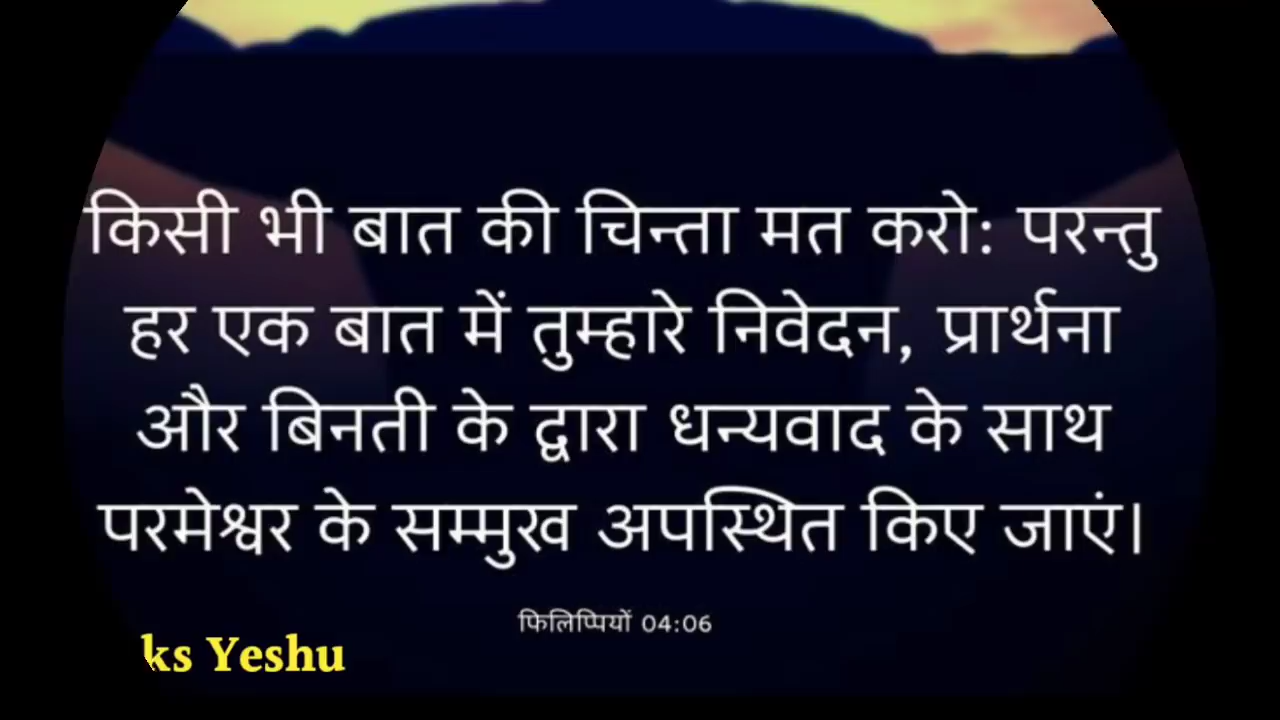 किसी भी बात की चिन्ता मत करो: परन्तु
हर एक बात में तुम्हारे निवेदन, प्रार्थना
और बिनती के द्वारा धन्यवाद के साथ
परमेश्वर के सम्मुख अपस्थित किए जाएं।
फिलिप्पियों 04:06
ks Yeshu